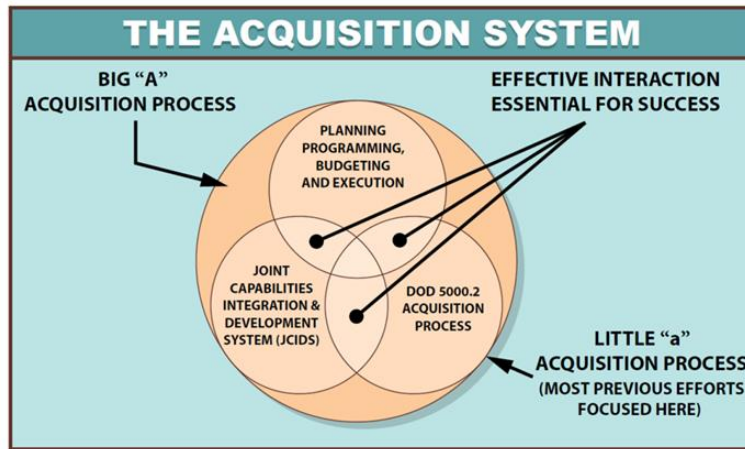 THE ACQUISITION SYSTEM
BIG “A”
ACQUISITION PROCESS
EFFECTIVE INTERACTION
ESSENTIAL FOR SUCCESS
PLANNING
PROGRAMMING,
BUDGETING
AND EXECUTION
JOINT
CAPABILITIES
INTEGRATION &
DEVELOPMENT
SYSTEM (JCIDS)
DOD 5000.2
ACQUISITION
PROCESS
LITTLE “a”
ACQUISITION PROCESS
(MOST PREVIOUS EFFORTS
FOCUSED HERE)